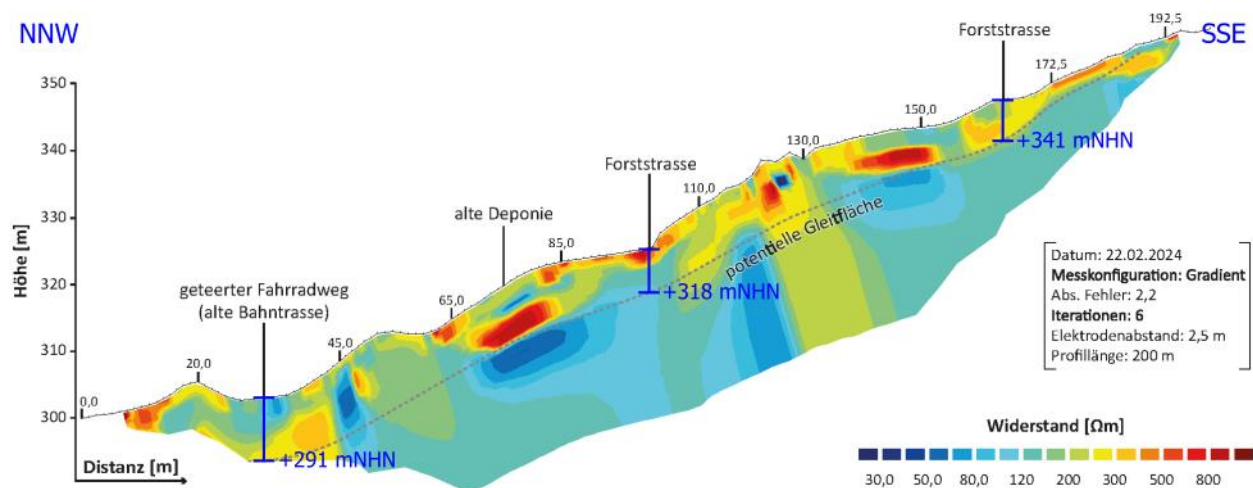 NNW
SSE
192,5
Forststrasse
172,5
350
150,0
340
+341 mNHN
130,0
Forststrasse
110,0
330
alte Deponie
85,0
potentielle Gleitfläche
Höhe [m]
320
+318 mNHN
geteerter Fahrradweg
(alte Bahntrasse)
65,0
310
45,0
20,0
0,0
300
+291 mNHN
Distanz [m]
Datum: 22.02.2024
Messkonfiguration: Gradient
Abs. Fehler: 2,2
Iterationen: 6
Elektrodenabstand: 2,5 m
Profillänge: 200 m
Widerstand [Ωm]
30,0 50,0 80,0 120 200 300 500 800